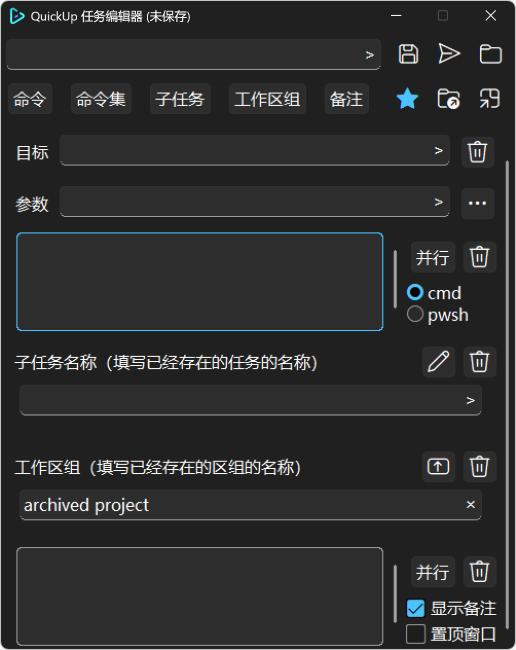 QuickUp 任务编辑器 (未保存)
>
命令 命令集 子任务 工作区组 备注
目标 >
参数 > ...
并行
cmd
pwsh
子任务名称（填写已经存在的任务的名称）
>
工作区组（填写已经存在的区组的名称）
archived project ×
并行
显示备注
置顶窗口